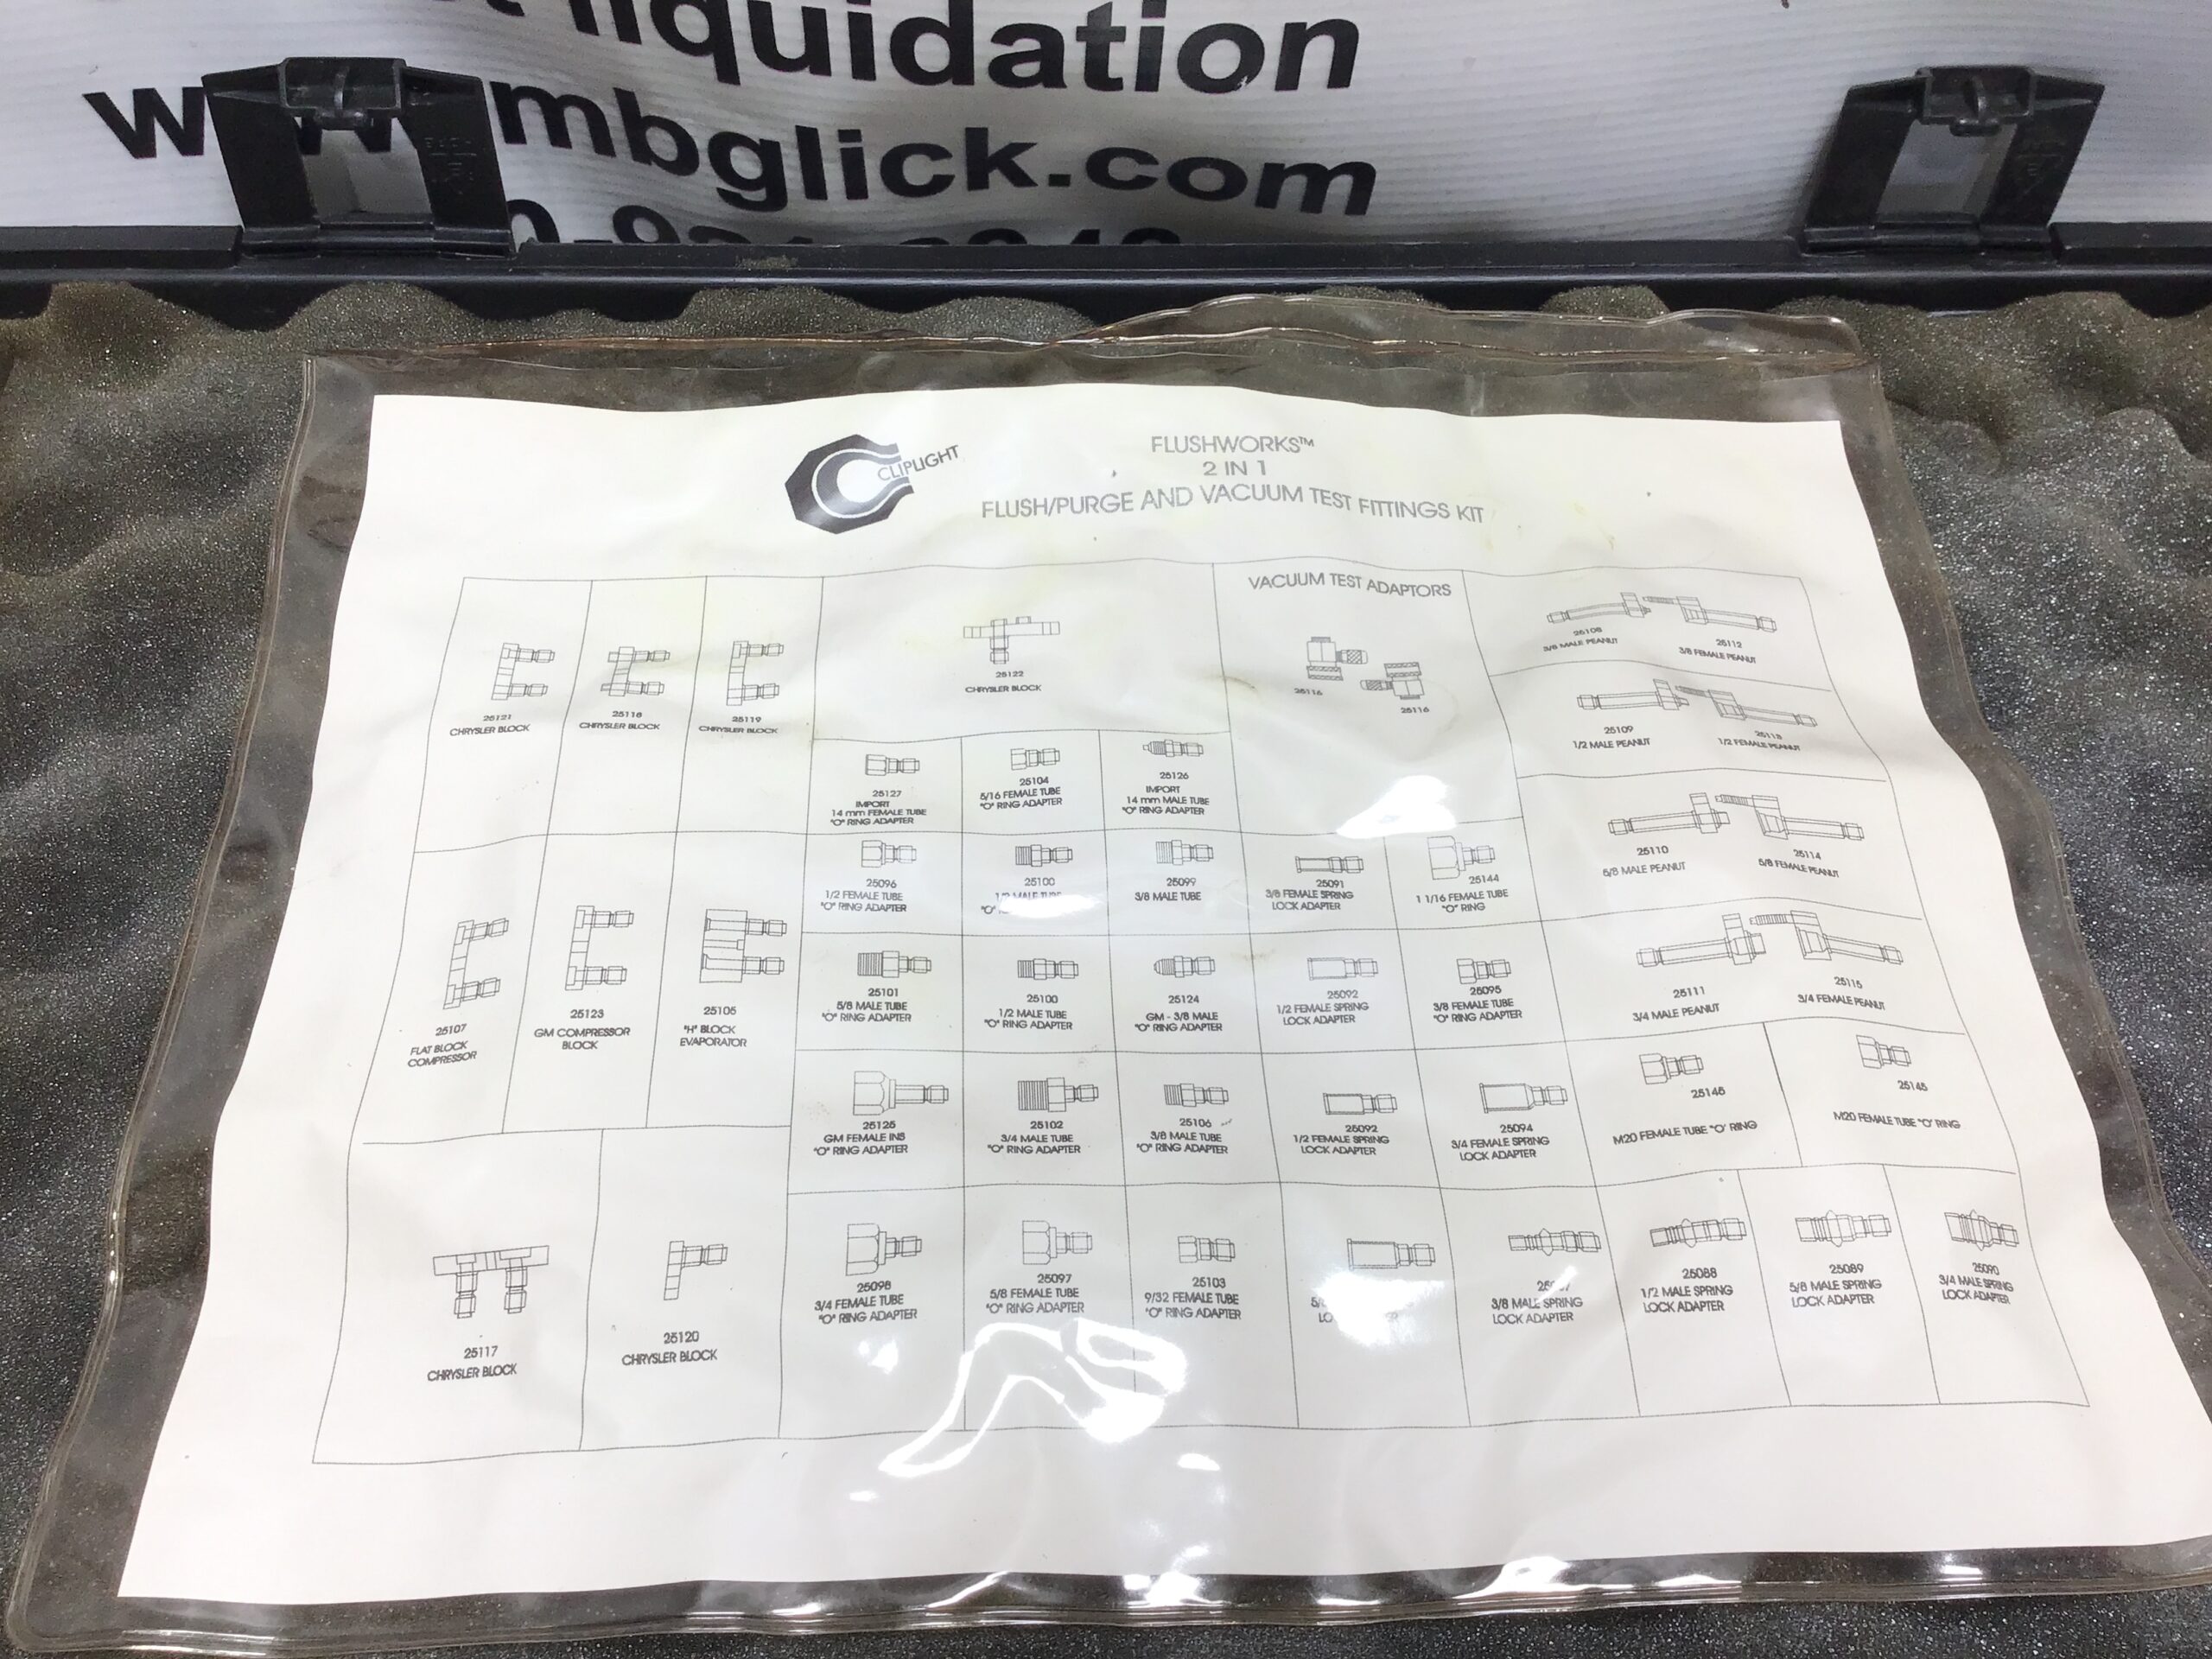 liquidation
mbglick.com
CLIPLIGHT
FLUSHWORKS™
2 IN 1
FLUSH/PURGE AND VACUUM TEST FITTINGS KIT
25121
CHRYSLER BLOCK
25118
CHRYSLER BLOCK
25119
CHRYSLER BLOCK
25122
CHRYSLER BLOCK
VACUUM TEST ADAPTORS
25116
25116
25108
3/8 MALE PEANUT
25112
3/8 FEMALE PEANUT
25109
1/2 MALE PEANUT
25113
1/2 FEMALE PEANUT
25127
IMPORT
14 mm FEMALE TUBE
"O" RING ADAPTER
25104
5/16 FEMALE TUBE
"O" RING ADAPTER
25126
IMPORT
14 mm MALE TUBE
"O" RING ADAPTER
25110
5/8 MALE PEANUT
25114
5/8 FEMALE PEANUT
25096
1/2 FEMALE TUBE
"O" RING ADAPTER
25100
1/2 MALE TUBE
25099
3/8 MALE TUBE
25091
3/8 FEMALE SPRING
LOCK ADAPTER
25144
1 1/16 FEMALE TUBE
"O" RING
25107
FLAT BLOCK
COMPRESSOR
25123
GM COMPRESSOR
BLOCK
25105
"H" BLOCK
EVAPORATOR
25101
5/8 MALE TUBE
"O" RING ADAPTER
25100
1/2 MALE TUBE
"O" RING ADAPTER
25124
GM - 3/8 MALE
"O" RING ADAPTER
25092
1/2 FEMALE SPRING
LOCK ADAPTER
25095
3/8 FEMALE TUBE
"O" RING ADAPTER
25111
3/4 MALE PEANUT
25115
3/4 FEMALE PEANUT
25125
GM FEMALE INS
"O" RING ADAPTER
25102
3/4 MALE TUBE
"O" RING ADAPTER
25106
3/8 MALE TUBE
"O" RING ADAPTER
25092
1/2 FEMALE SPRING
LOCK ADAPTER
25094
3/4 FEMALE SPRING
LOCK ADAPTER
25145
M20 FEMALE TUBE "O" RING
25145
M20 FEMALE TUBE "O" RING
25117
CHRYSLER BLOCK
25120
CHRYSLER BLOCK
25098
3/4 FEMALE TUBE
"O" RING ADAPTER
25097
5/8 FEMALE TUBE
"O" RING ADAPTER
25103
9/32 FEMALE TUBE
"O" RING ADAPTER
3/8 MALE SPRING
LOCK ADAPTER
25088
1/2 MALE SPRING
LOCK ADAPTER
25089
5/8 MALE SPRING
LOCK ADAPTER
25090
3/4 MALE SPRING
LOCK ADAPTER